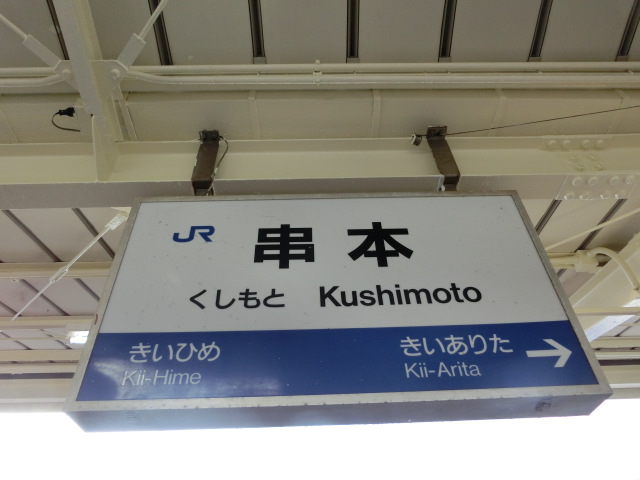 JR 串本
くしもと Kushimoto
きいひめ きいありた →
Kii-Hime Kii-Arita